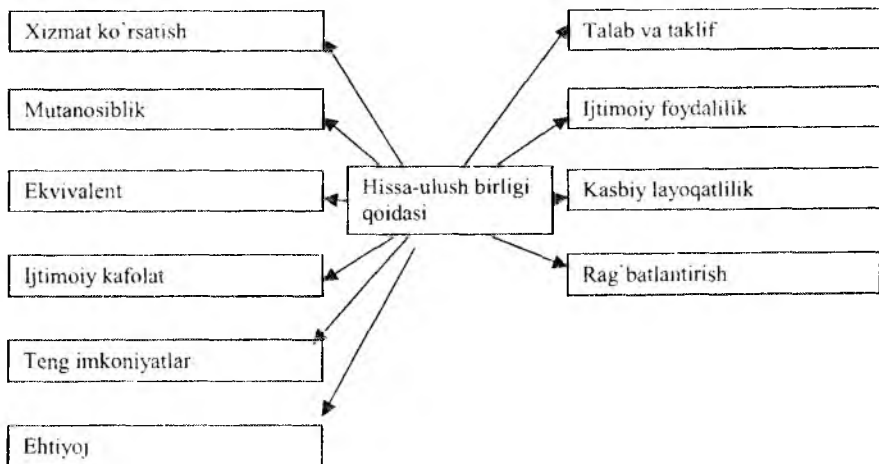 Xizmat ko`rsatish
Mutanosiblik
Ekvivalent
Ijtimoiy kafolat
Teng imkoniyatlar
Ehtiyoj
Hissa-ulush birligi
qoidasi
Talab va taklif
Ijtimoiy foydalilik
Kasbiy layoqatlilik
Rag`batlantirish